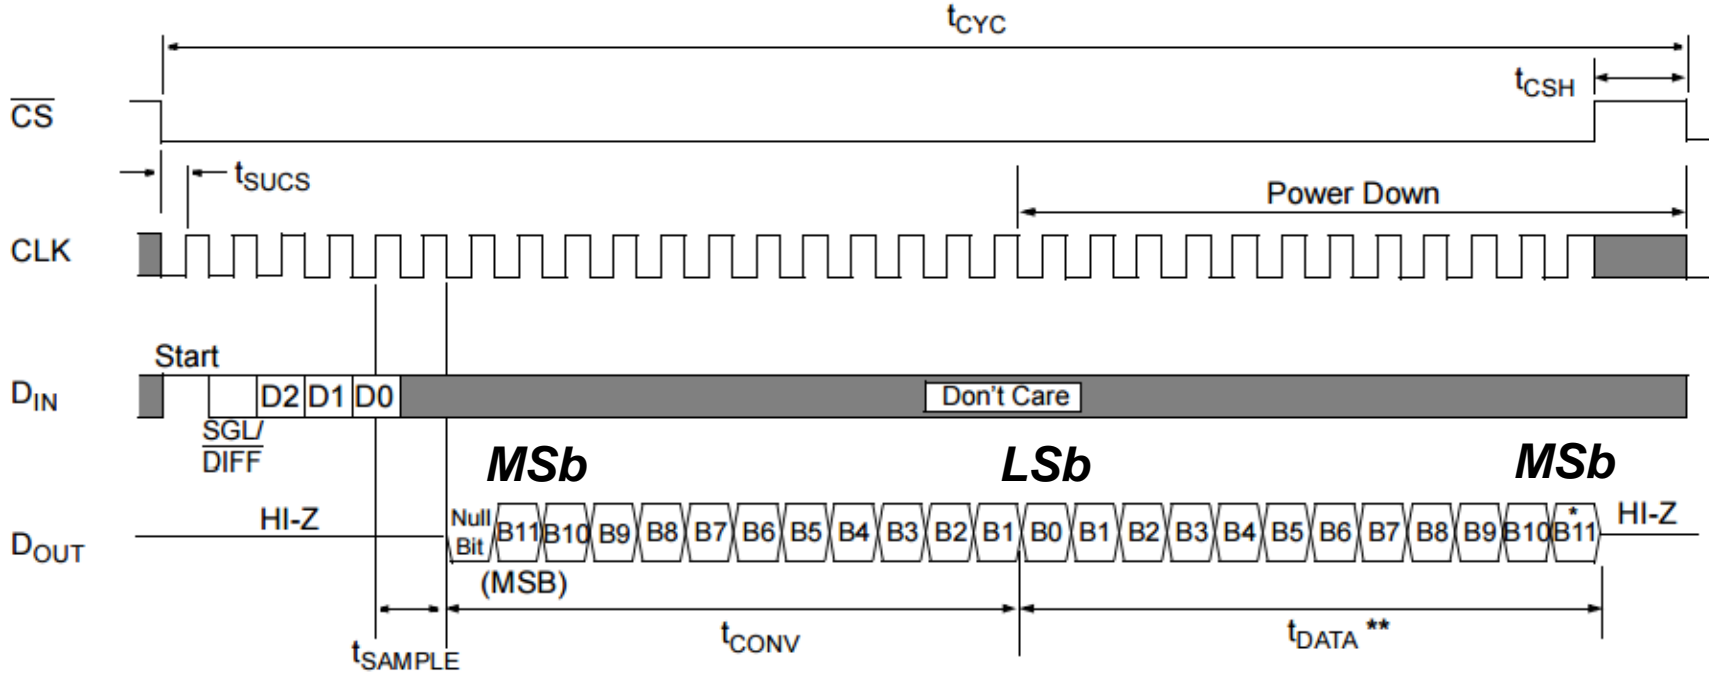 tCYC
tCSH
CS
tSUCS
Power Down
CLK
Start
DIN
D2 D1 D0
Don't Care
SGL/
DIFF
MSb LSb MSb
HI-Z
Null
Bit
B11 B10 B9 B8 B7 B6 B5 B4 B3 B2 B1 B0 B1 B2 B3 B4 B5 B6 B7 B8 B9 B10 *B11
HI-Z
DOUT
(MSB)
tSAMPLE
tCONV
tDATA **